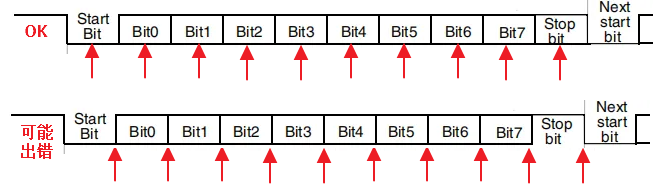 OK
Start
Bit
Bit0
Bit1
Bit2
Bit3
Bit4
Bit5
Bit6
Bit7
Stop
bit
Next
start
bit
可能
出错
Start
Bit
Bit0
Bit1
Bit2
Bit3
Bit4
Bit5
Bit6
Bit7
Stop
bit
Next
start
bit